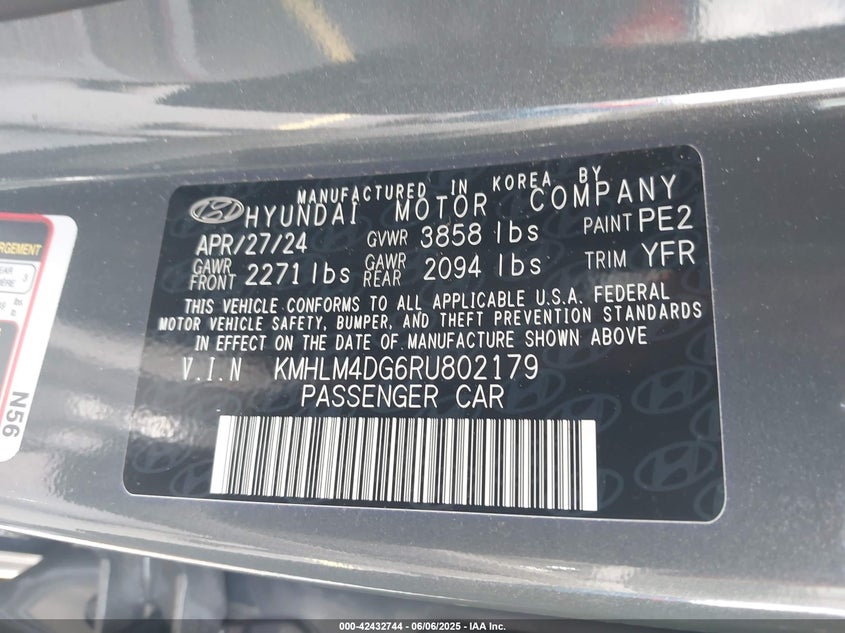 MANUFACTURED IN KOREA BY
HYUNDAI MOTOR COMPANY
APR/27/24 GVWR 3858 lbs PAINT PE2
GAWR FRONT 2271 lbs GAWR REAR 2094 lbs TRIM YFR
THIS VEHICLE CONFORMS TO ALL APPLICABLE U.S.A. FEDERAL
MOTOR VEHICLE SAFETY, BUMPER, AND THEFT PREVENTION STANDARDS
IN EFFECT ON THE DATE OF MANUFACTURE SHOWN ABOVE
V.I.N KMHLM4DG6RU802179
PASSENGER CAR
3
lbs
N56
000-42432744 - 06/06/2025 - IAA Inc.